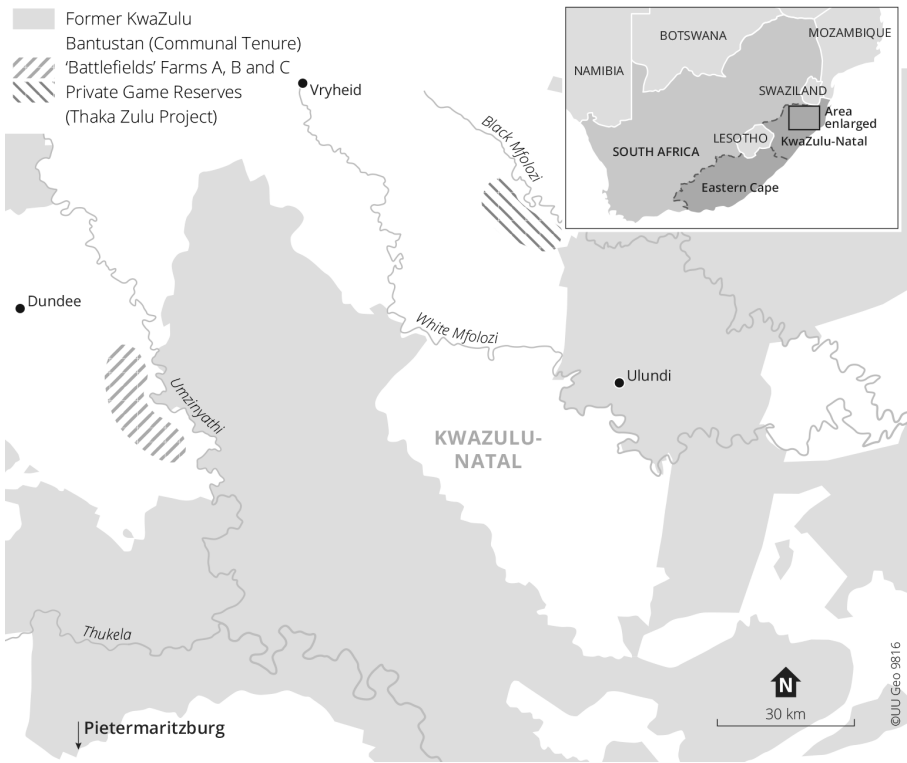 Former KwaZulu
Bantustan (Communal Tenure)
‘Battlefields’ Farms A, B and C
Private Game Reserves
(Thaka Zulu Project)
Vryheid
Black Mfolozi
BOTSWANA
MOZAMBIQUE
NAMIBIA
SWAZILAND
Area
enlarged
LESOTHO
KwaZulu-Natal
SOUTH AFRICA
Eastern Cape
Dundee
White Mfolozi
Ulundi
Umzinyathi
KWAZULU-
NATAL
Thukela
N
30 km
Pietermaritzburg
©UU Geo 9816